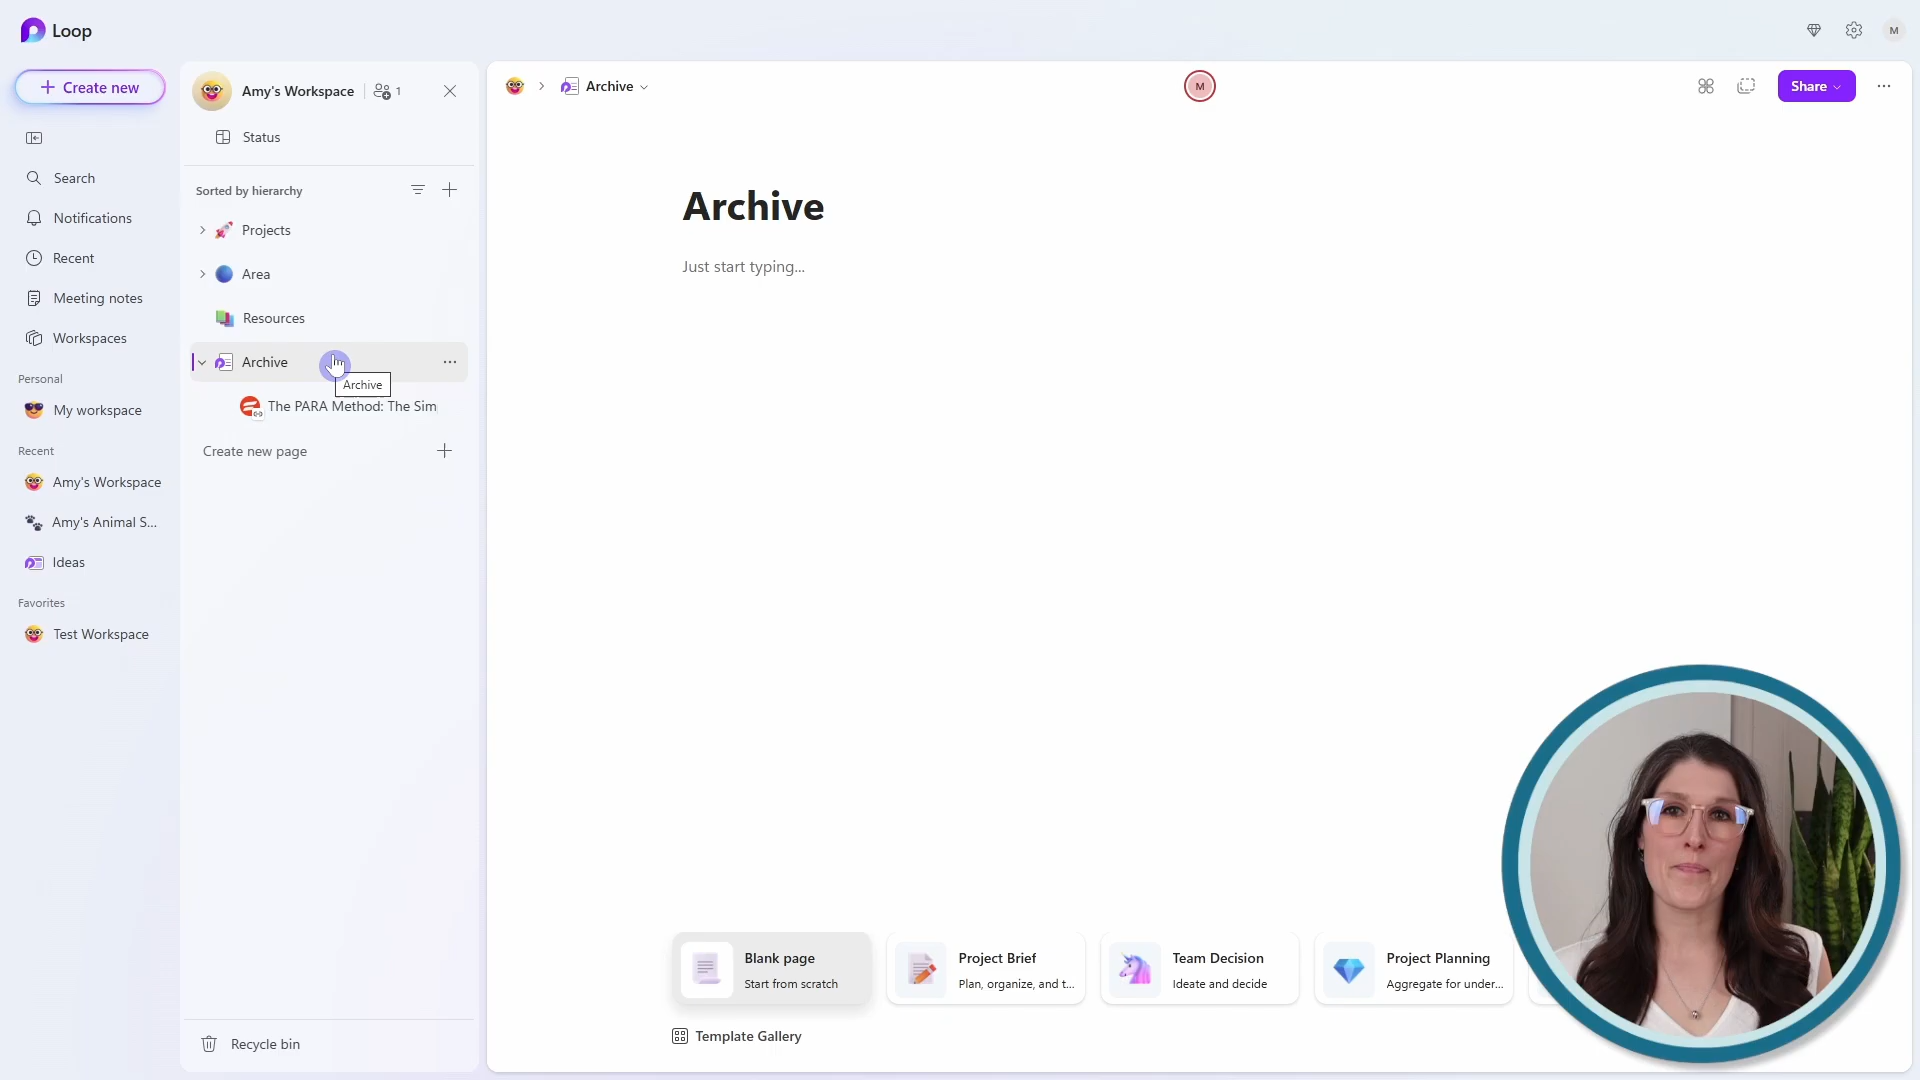 Loop
M
Create new
Search
Notifications
Recent
Meeting notes
Workspaces
Personal
My workspace
Recent
Amy's Workspace
Amy's Animal S...
Ideas
Favorites
Test Workspace
Amy's Workspace
1
Status
Sorted by hierarchy
Projects
Area
Resources
Archive
Archive
The PARA Method: The Sim
Create new page
Recycle bin
Archive
M
Share
Archive
Just start typing...
Blank page
Start from scratch
Project Brief
Plan, organize, and t...
Team Decision
Ideate and decide
Project Planning
Aggregate for under...
Template Gallery